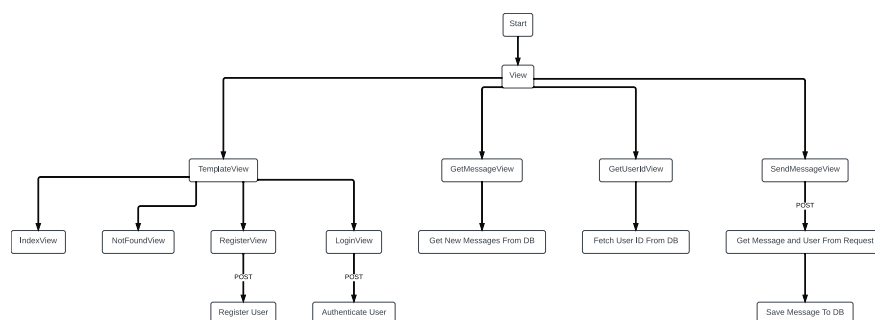 Start
View
TemplateView
GetMessageView
GetUserIdView
SendMessageView
POST
IndexView
NotFoundView
RegisterView
LoginView
Get New Messages From DB
Fetch User ID From DB
Get Message and User From Request
POST
POST
Register User
Authenticate User
Save Message To DB